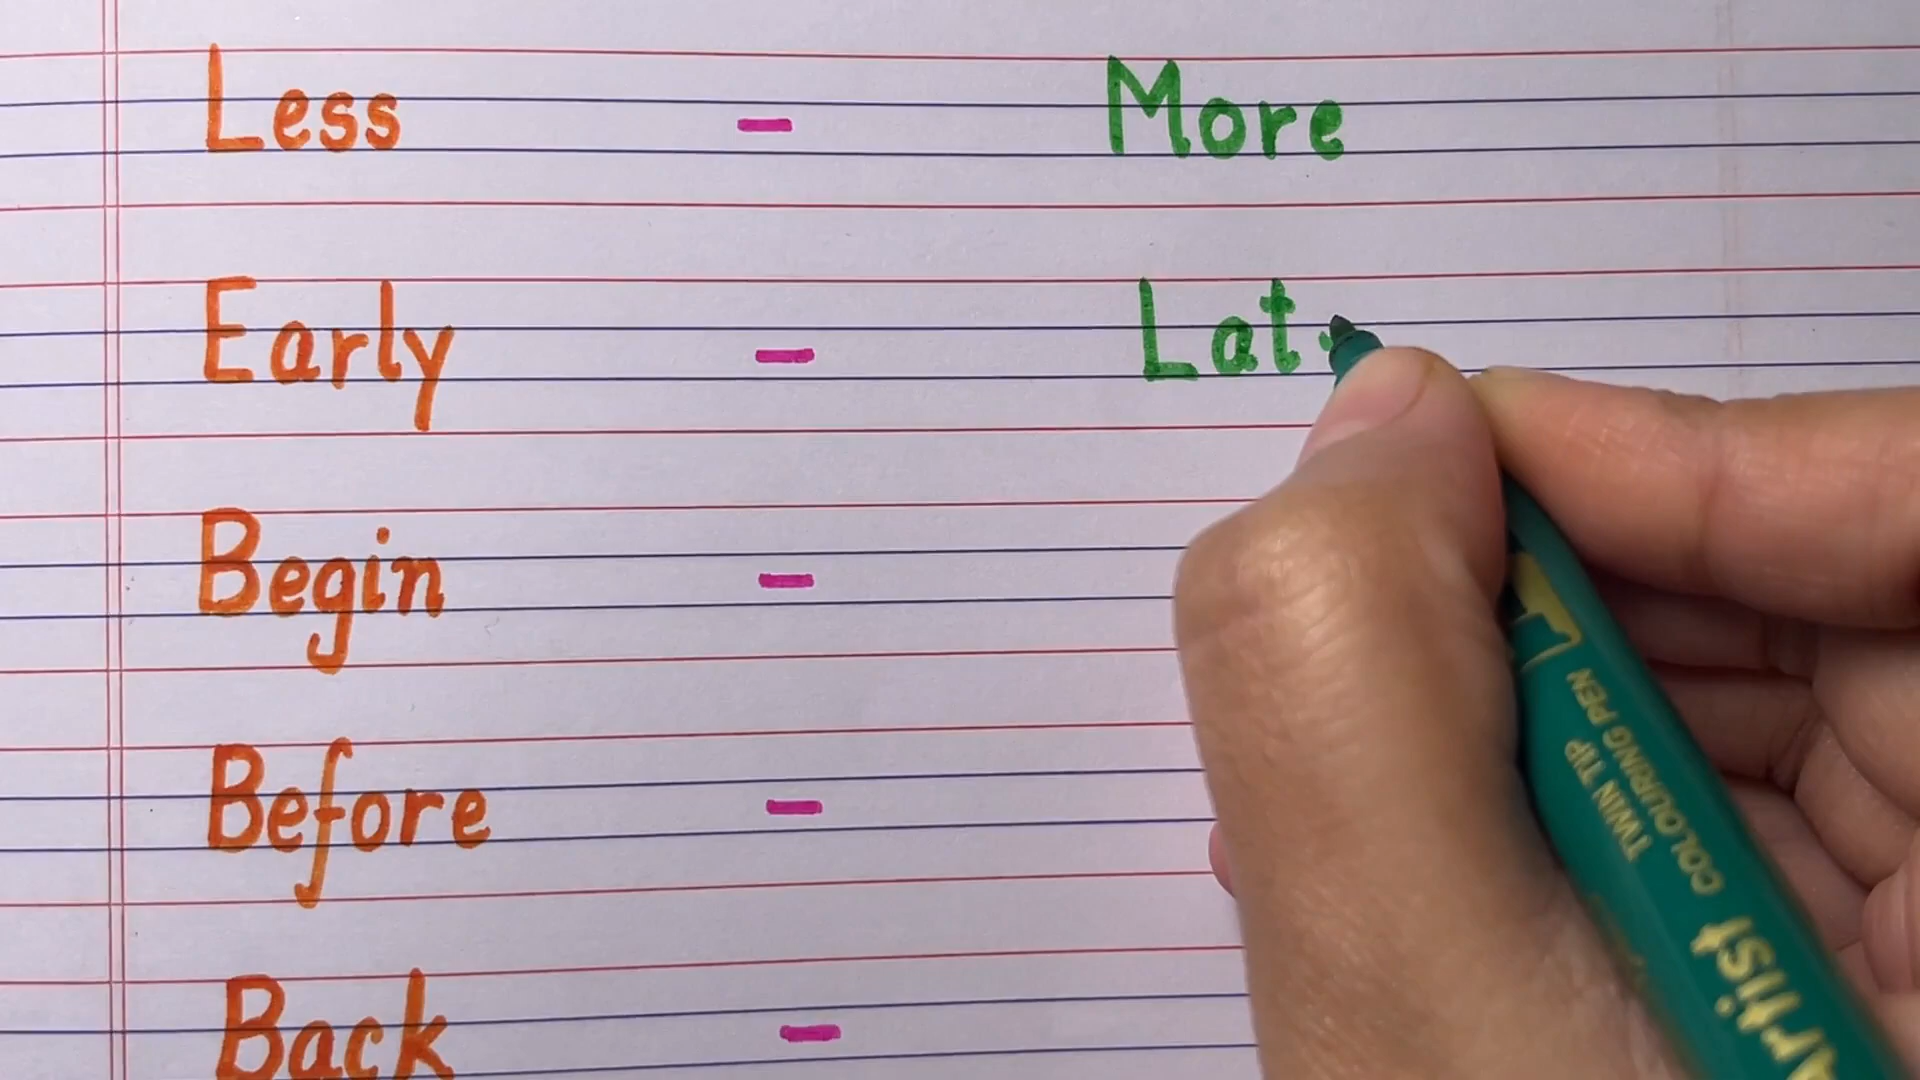 Less - More
Early - Lat
Begin -
Before -
Back -
TWIN TIP
COLOURING PEN
artist